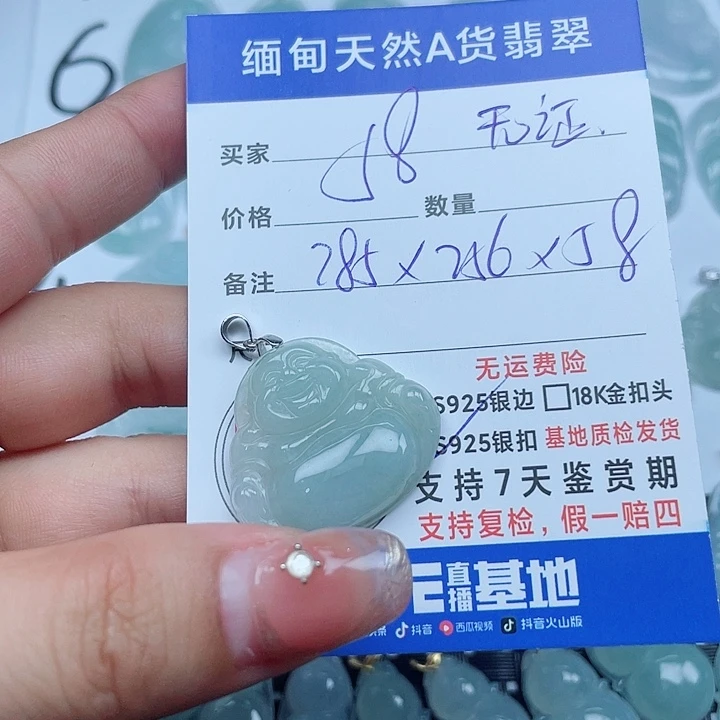 6
缅甸天然A货翡翠
买家 58 无证.
价格 数量
备注 285×256×58
无运费险
S925银边 □18K金扣头
S925银扣 基地质检发货
支持7天鉴赏期
支持复检，假一赔四
直播基地
抖音 西瓜视频 抖音火山版